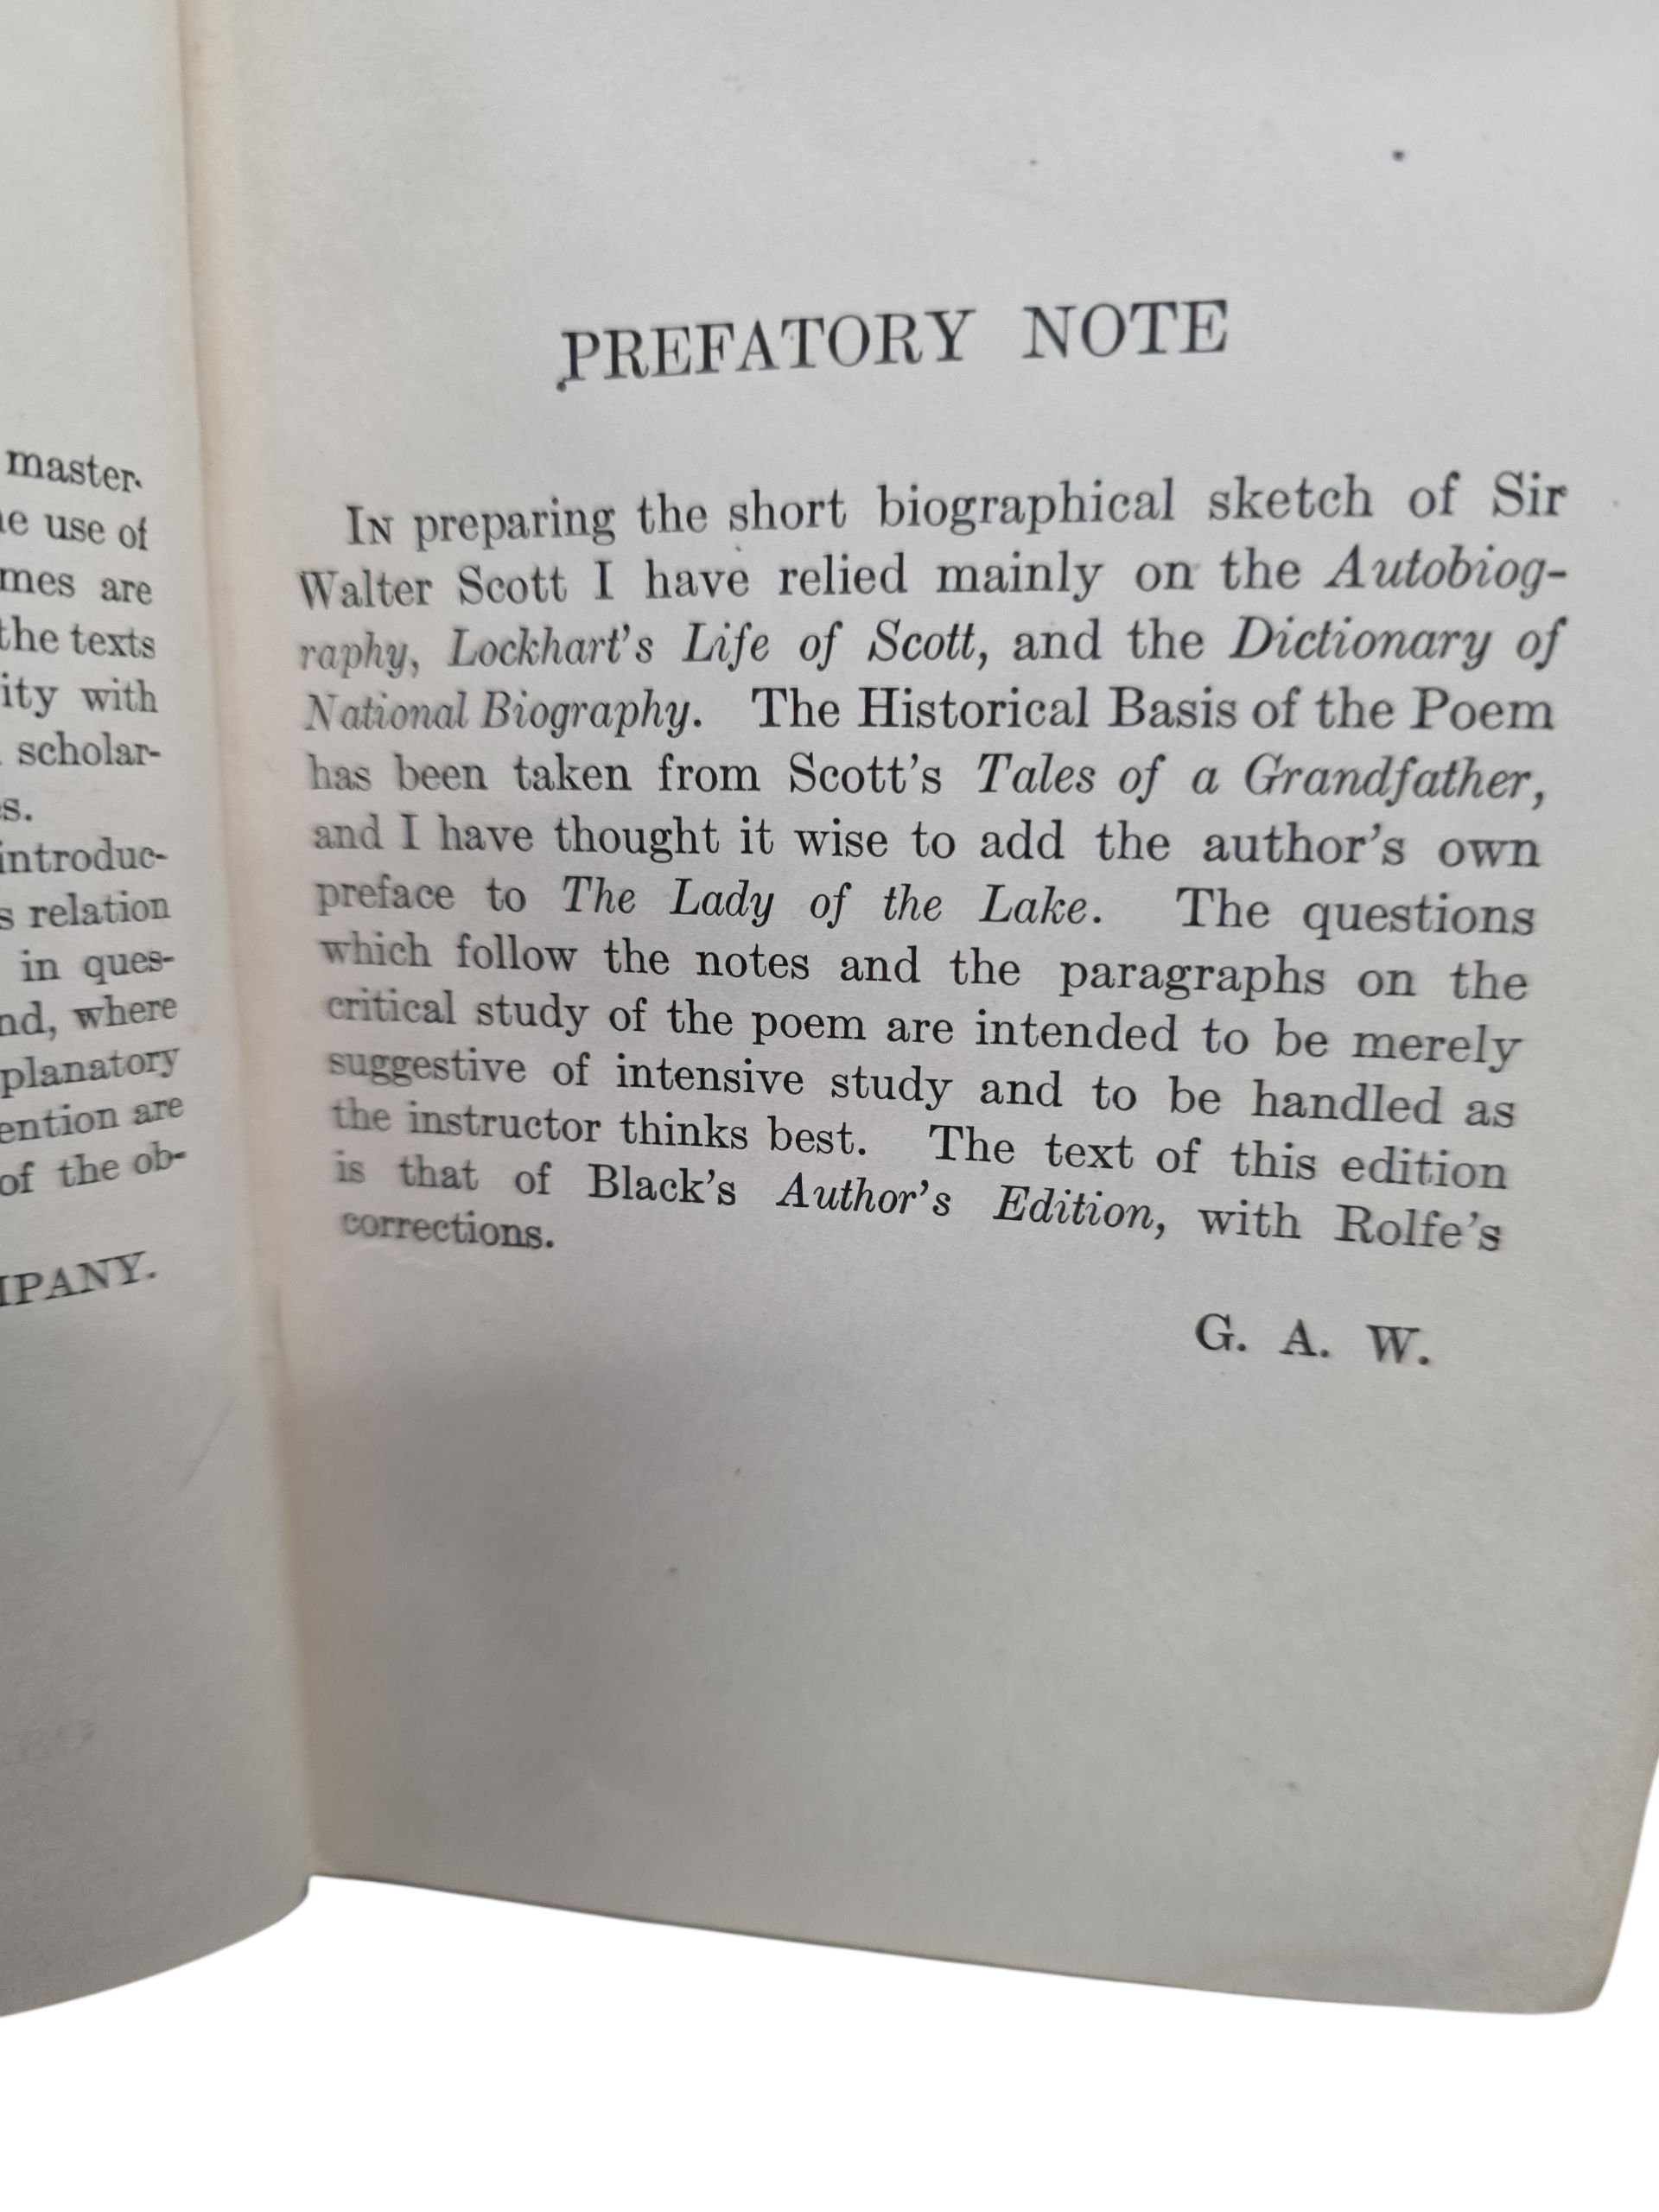 master-
use of
mes are
the texts
ity with
scholar-
s.
introduc-
s relation
in ques-
nd, where
planatory
ention are
of the ob-
MPANY.
PREFATORY NOTE
IN preparing the short biographical sketch of Sir
Walter Scott I have relied mainly on the Autobiog-
raphy, Lockhart's Life of Scott, and the Dictionary of
National Biography. The Historical Basis of the Poem
has been taken from Scott's Tales of a Grandfather,
and I have thought it wise to add the author's own
preface to The Lady of the Lake. The questions
which follow the notes and the paragraphs on the
critical study of the poem are intended to be merely
suggestive of intensive study and to be handled as
the instructor thinks best. The text of this edition
is that of Black's Author's Edition, with Rolfe's
corrections.
G. A. W.